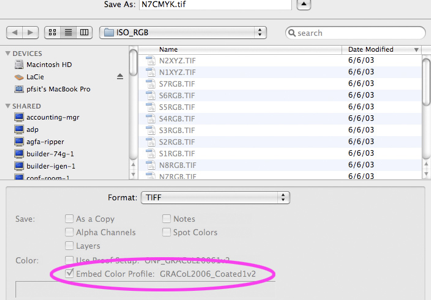 Save As: N7CMYK.tif
ISO_RGB
search
DEVICES
Macintosh HD
LaCie
pfsit's MacBook Pro
SHARED
accounting-mgr
adp
agfa-ripper
builder-74g-1
builder-igen-1
conf-room-1
Name Date Modified
N2XYZ.TIF 6/6/03
N1XYZ.TIF 6/6/03
S7RGB.TIF 6/6/03
S6RGB.TIF 6/6/03
S5RGB.TIF 6/6/03
S4RGB.TIF 6/6/03
S3RGB.TIF 6/6/03
S2RGB.TIF 6/6/03
S1RGB.TIF 6/6/03
N8RGB.TIF 6/6/03
N7RGB.TIF 6/6/03
Format: TIFF
Save: As a Copy Notes
Alpha Channels Spot Colors
Layers
Color: Use Proof Setup:
Embed Color Profile: GRACoL2006_Coated1v2